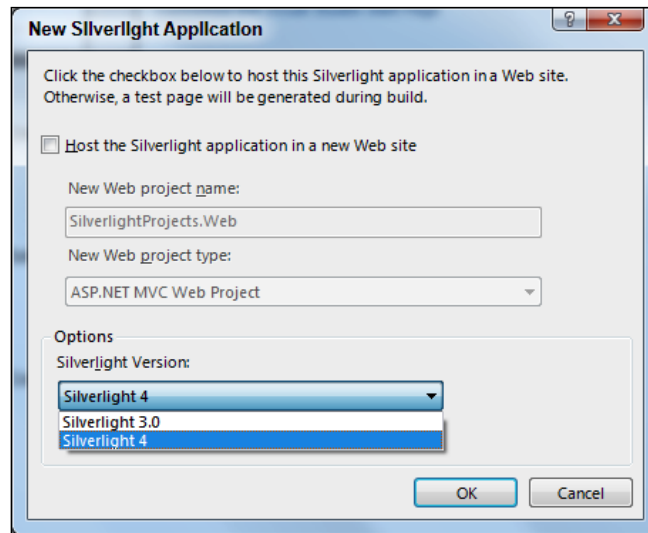 New Silverlight Application
Click the checkbox below to host this Silverlight application in a Web site.
Otherwise, a test page will be generated during build.
Host the Silverlight application in a new Web site
New Web project name:
SilverlightProjects.Web
New Web project type:
ASP.NET MVC Web Project
Options
Silverlight Version:
Silverlight 4
Silverlight 3.0
Silverlight 4
OK Cancel